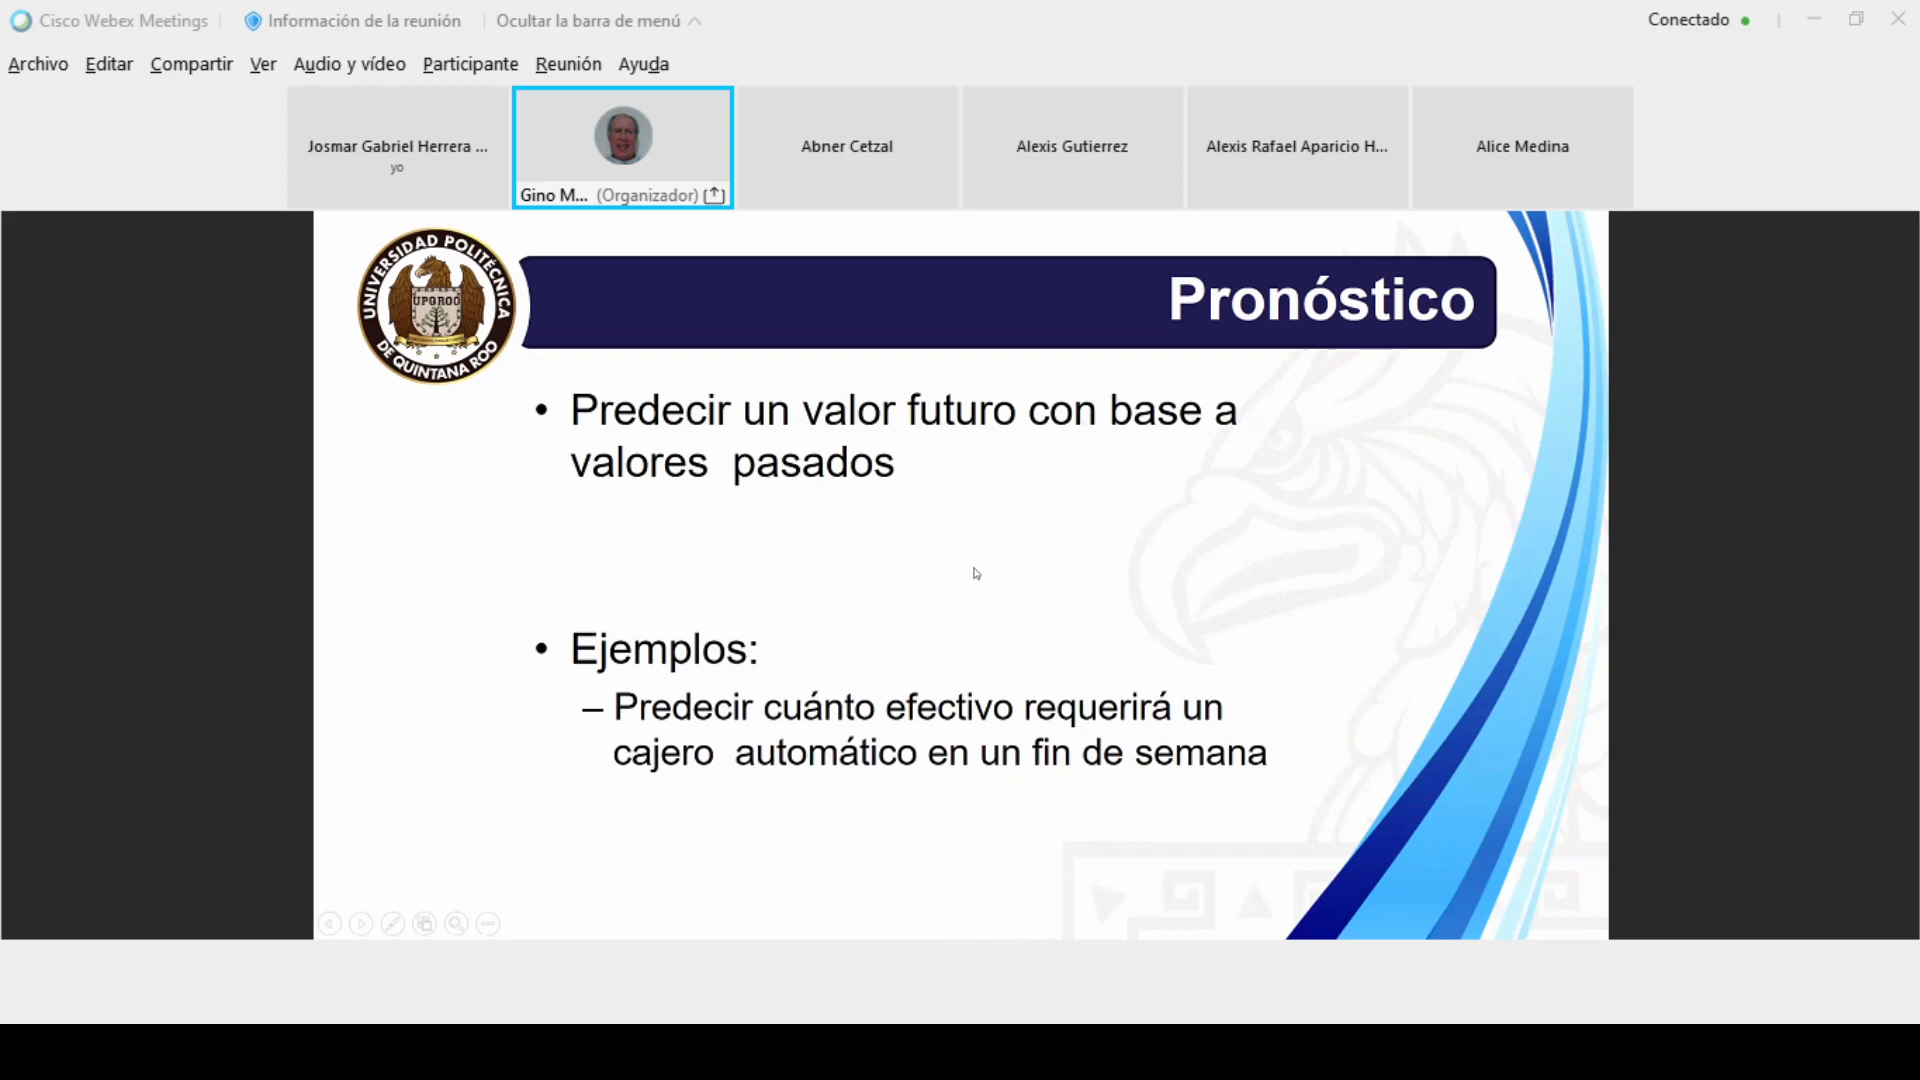 Cisco Webex Meetings
Información de la reunión
Ocultar la barra de menú
Conectado
Archivo Editar Compartir Ver Audio y vídeo Participante Reunión Ayuda
Josmar Gabriel Herrera ...
yo
Gino M... (Organizador)
Abner Cetzal
Alexis Gutierrez
Alexis Rafael Aparicio H...
Alice Medina
UNIVERSIDAD POLITÉCNICA
UPQROO
DE QUINTANA ROO
Pronóstico
• Predecir un valor futuro con base a
valores pasados
• Ejemplos:
– Predecir cuánto efectivo requerirá un
cajero automático en un fin de semana